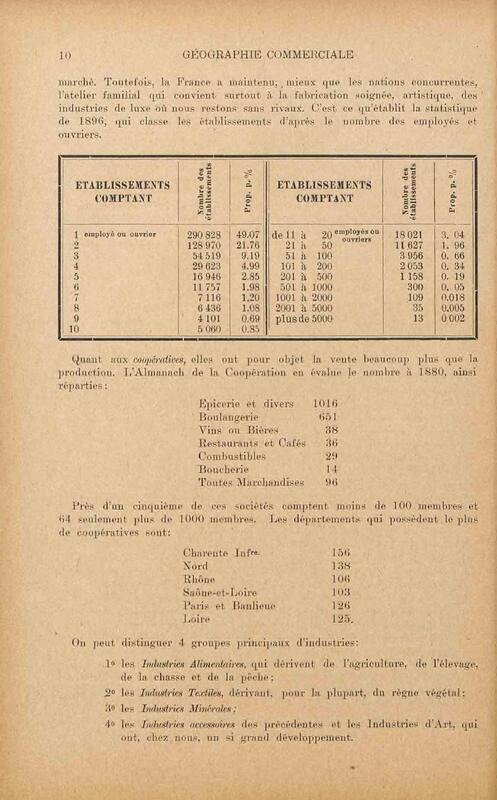 10 GÉOGRAPHIE COMMERCIALE
marché. Toutefois, la France a maintenu, mieux que les nations concurrentes,
l'atelier familial qui convient surtout à la fabrication soignée, artistique, des
industries de luxe où nous restons sans rivaux. C'est ce qu'établit la statistique
de 1896, qui classe les établissements d'après le nombre des employés et
ouvriers.
ETABLISSEMENTS COMPTANT Nombre des établissements Prop. p. % ETABLISSEMENTS COMPTANT Nombre des établissements Prop. p. %
1 employé ou ouvrier 290 828 49.07 de 11 à 20 employés ou ouvriers 18 021 3, 04
2 128 970 21.76 21 à 50 11 627 1. 96
3 54 519 9.19 51 à 100 3 956 0. 66
4 29 623 4.99 101 à 200 2 053 0. 34
5 16 946 2.85 201 à 500 1 158 0. 19
6 11 757 1.98 501 à 1000 300 0. 05
7 7 116 1,20 1001 à 2000 109 0.018
8 6 436 1.08 2001 à 5000 35 0.005
9 4 101 0.69 plus de 5000 13 0 002
10 5 060 0.85
Quant aux coopératives, elles ont pour objet la vente beaucoup plus que la
production. L'Almanach de la Coopération en évalue le nombre à 1880, ainsi
réparties :
Epicerie et divers 1016
Boulangerie 651
Vins ou Bières 38
Restaurants et Cafés 36
Combustibles 29
Boucherie 14
Toutes Marchandises 96
Près d'un cinquième de ces sociétés comptent moins de 100 membres et
64 seulement plus de 1000 membres. Les départements qui possèdent le plus
de coopératives sont:
Charente Infre. 156
Nord 138
Rhône 106
Saône-et-Loire 103
Paris et Banlieue 126
Loire 125.
On peut distinguer 4 groupes principaux d'industries:
1° les Industries Alimentaires, qui dérivent de l'agriculture, de l'élevage,
de la chasse et de la pêche ;
2° les Industries Textiles, dérivant, pour la plupart, du règne végétal ;
3° les Industries Minérales ;
4° les Industries accessoires des précédentes et les Industries d'Art, qui
ont, chez nous, un si grand développement.